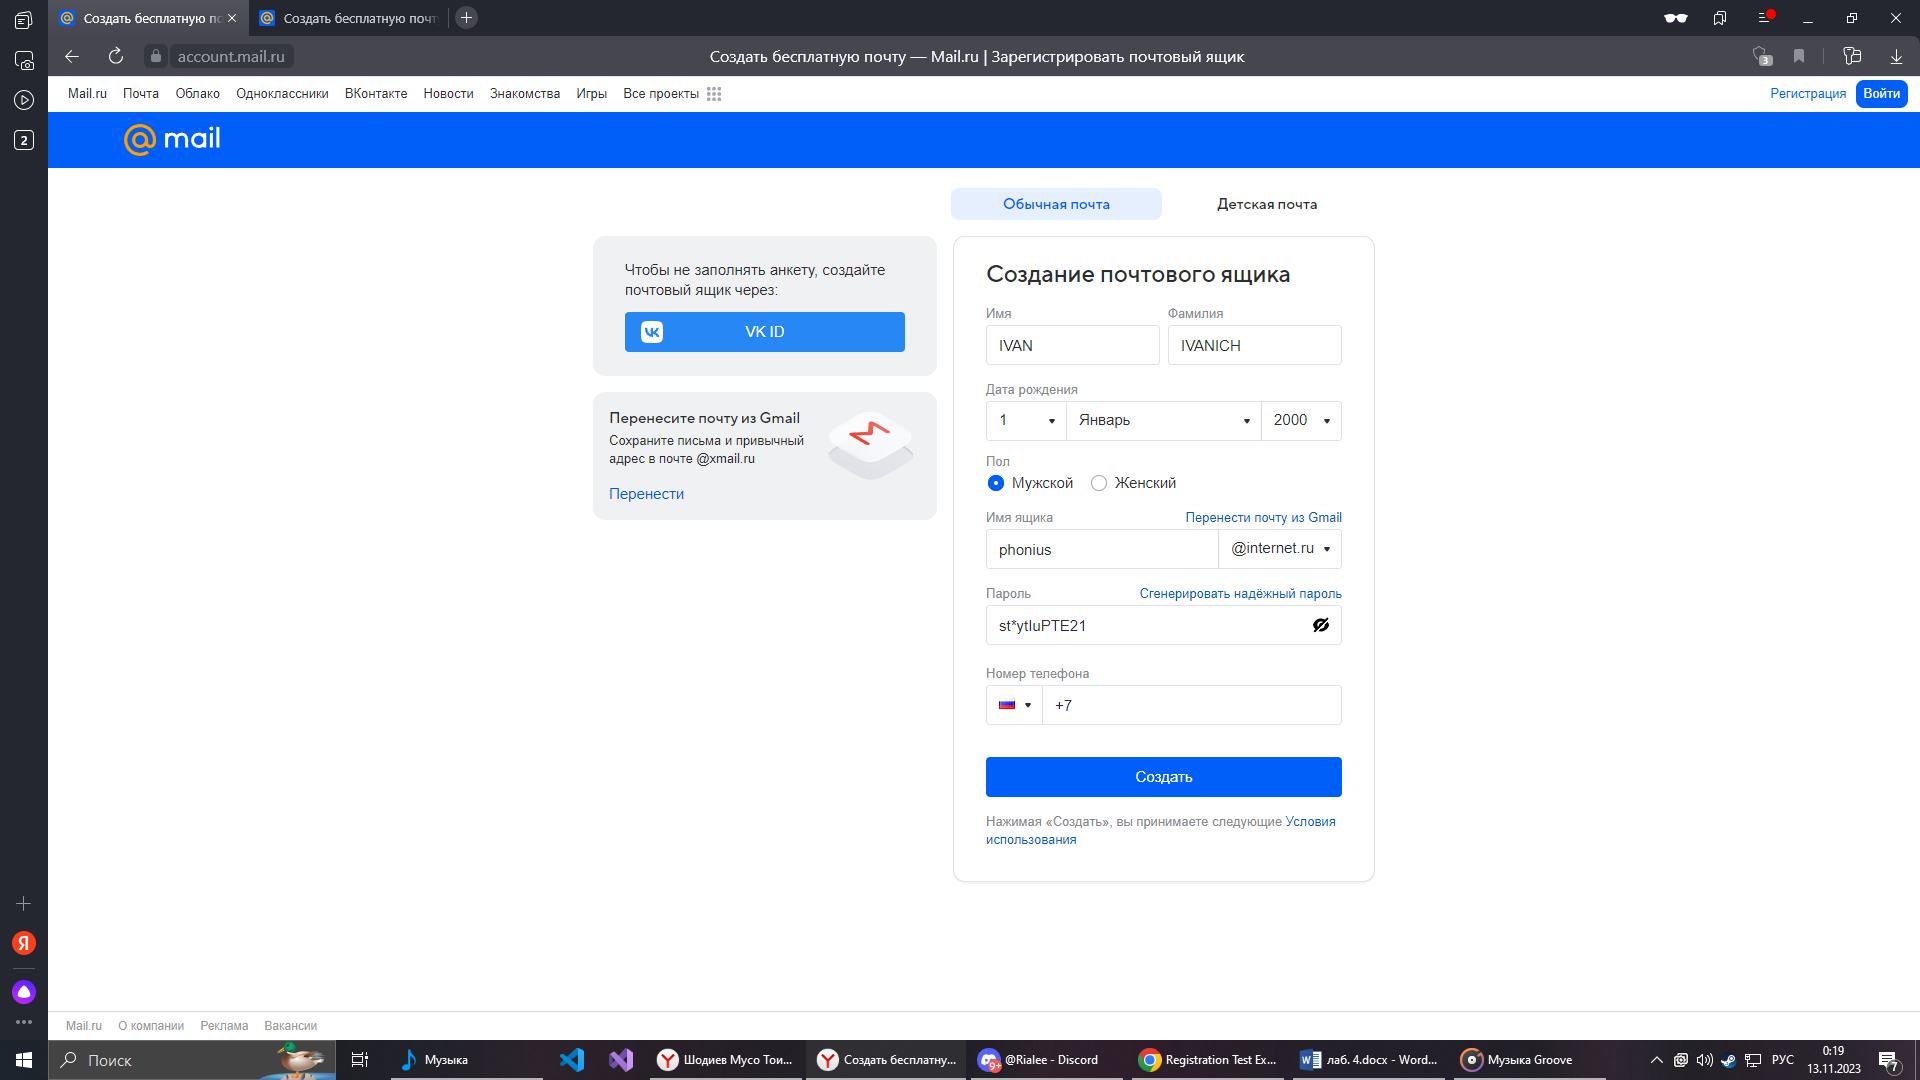 Создать бесплатную по
Создать бесплатную почт
account.mail.ru
Создать бесплатную почту — Mail.ru | Зарегистрировать почтовый ящик
3
2
Mail.ru Почта Облако Одноклассники ВКонтакте Новости Знакомства Игры Все проекты
Регистрация Войти
@mail
Обычная почта Детская почта
Чтобы не заполнять анкету, создайте
почтовый ящик через:
VK ID
Перенесите почту из Gmail
Сохраните письма и привычный
адрес в почте @xmail.ru
Перенести
Создание почтового ящика
Имя Фамилия
IVAN IVANICH
Дата рождения
1 Январь 2000
Пол
Мужской Женский
Имя ящика Перенести почту из Gmail
phonius @internet.ru
Пароль Сгенерировать надёжный пароль
st*ytIuPTE21
Номер телефона
+7
Создать
Нажимая «Создать», вы принимаете следующие Условия
использования
Я
Mail.ru О компании Реклама Вакансии
Поиск
Музыка
Шодиев Мусо Тои...
Создать бесплатну...
9+
@Rialee - Discord
Registration Test Ex...
лаб. 4.docx - Word...
Музыка Groove
РУС
0:19
13.11.2023
7